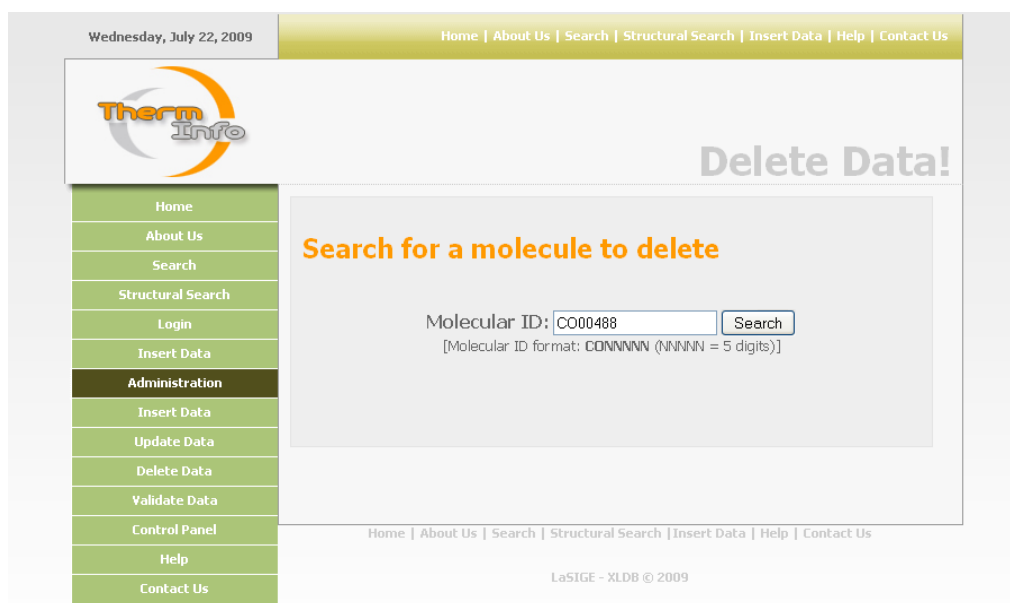 Wednesday, July 22, 2009
Home | About Us | Search | Structural Search | Insert Data | Help | Contact Us
Therm
Info
Delete Data!
Home
About Us
Search
Structural Search
Login
Insert Data
Administration
Insert Data
Update Data
Delete Data
Validate Data
Control Panel
Help
Contact Us
Search for a molecule to delete
Molecular ID: CO00488 Search
[Molecular ID format: CONNNNN (NNNNN = 5 digits)]
Home | About Us | Search | Structural Search |Insert Data | Help | Contact Us
LaSIGE - XLDB © 2009